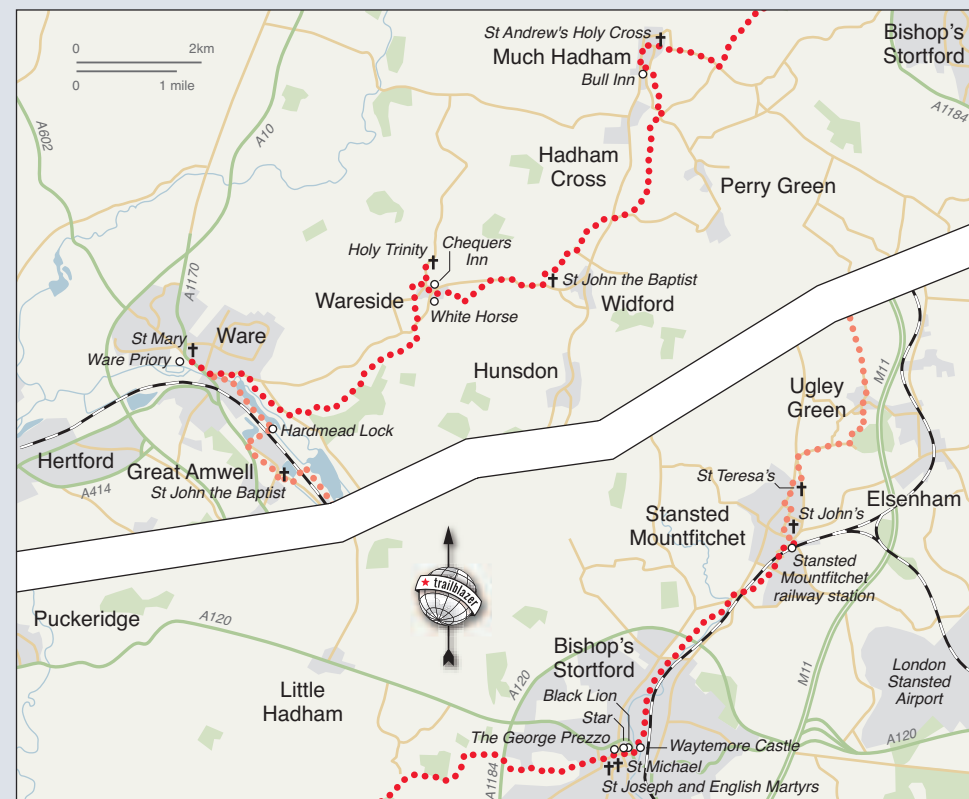 St Andrew's Holy Cross
Much Hadham
Bull Inn
Bishop's
Stortford
0
2km
0
1 mile
A602
A10
A1184
Hadham
Cross
Perry Green
Holy Trinity
Chequers
Inn
St John the Baptist
Wareside
White Horse
Widford
A1170
St Mary
Ware
Ware Priory
Hunsdon
M11
Ugley
Green
Hardmead Lock
Hertford
Great Amwell
St John the Baptist
A414
St Teresa's
Elsenham
Stansted
Mountfitchet
St John's
Stansted
Mountfitchet
railway station
trailblazer
Puckeridge
A120
Bishop's
Stortford
M11
London
Stansted
Airport
Little
Hadham
A120
Black Lion
Star
The George Prezzo
Waytemore Castle
A120
St Michael
A1184
St Joseph and English Martyrs